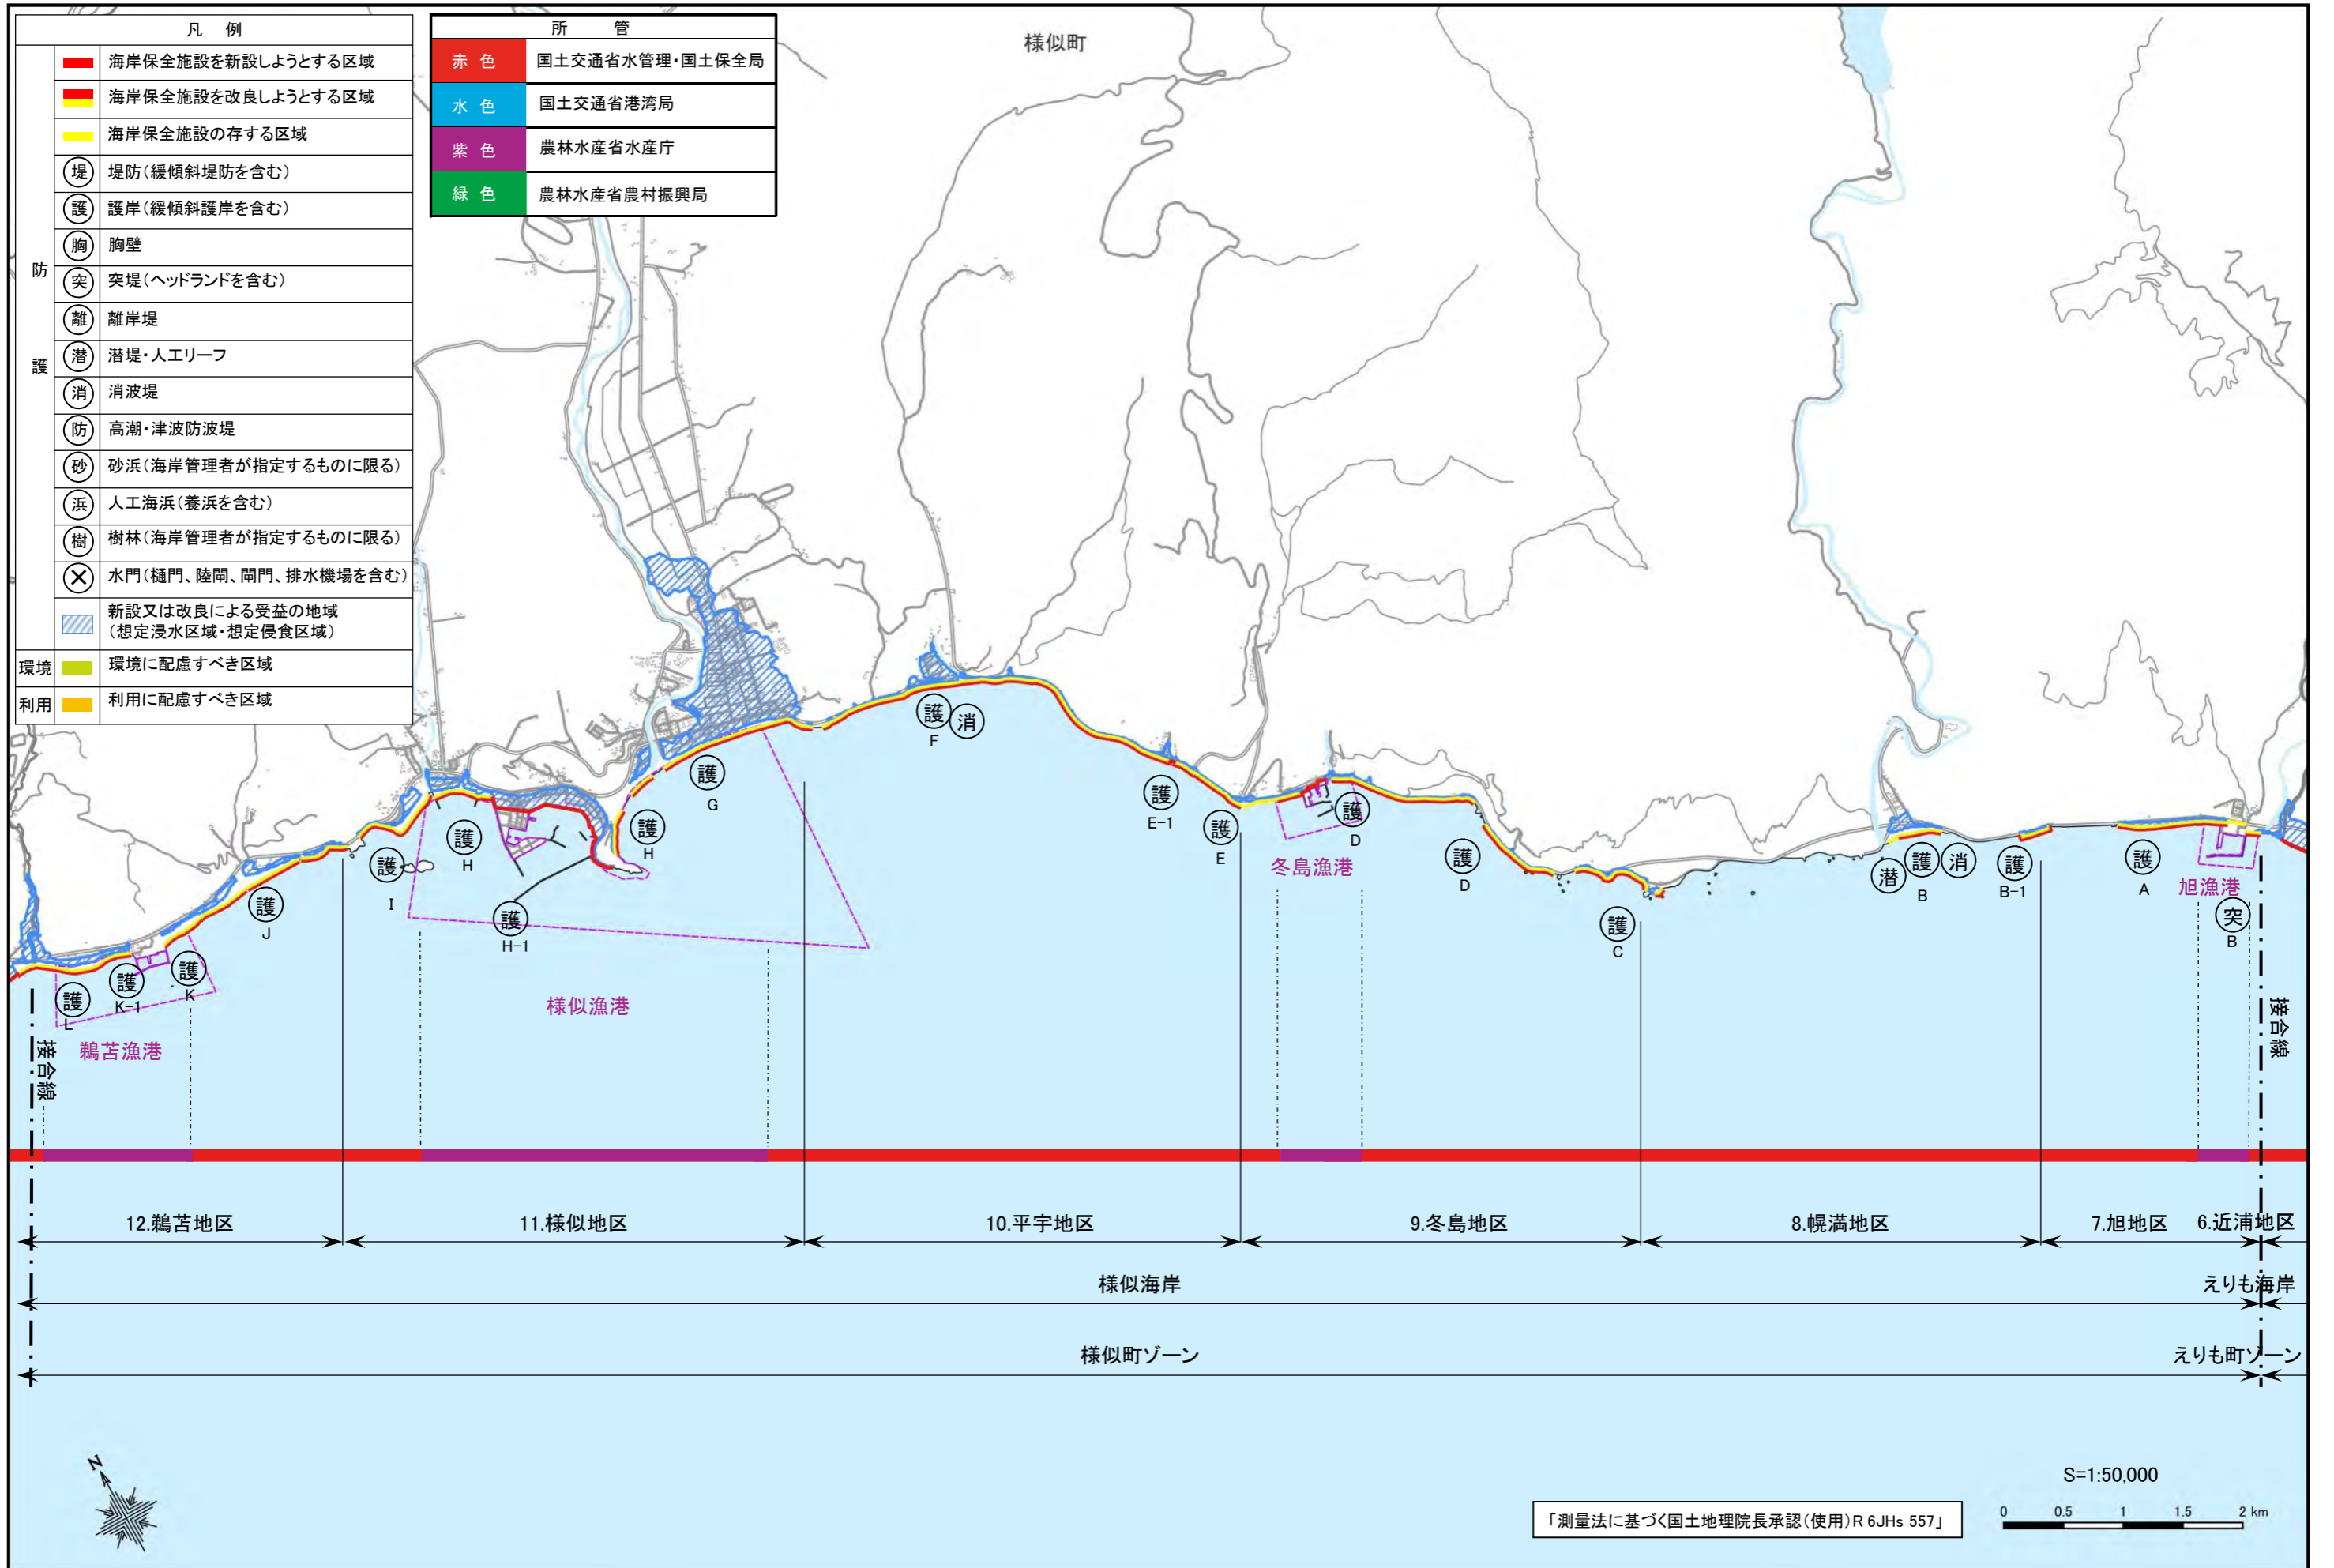 凡 例
防
護
海岸保全施設を新設しようとする区域
海岸保全施設を改良しようとする区域
海岸保全施設の存する区域
堤 堤防(緩傾斜堤防を含む)
護 護岸(緩傾斜護岸を含む)
胸 胸壁
突 突堤(ヘッドランドを含む)
離 離岸堤
潜 潜堤・人工リーフ
消 消波堤
防 高潮・津波防波堤
砂 砂浜(海岸管理者が指定するものに限る)
浜 人工海浜(養浜を含む)
樹 樹林(海岸管理者が指定するものに限る)
水門(樋門、陸閘、閘門、排水機場を含む)
新設又は改良による受益の地域
(想定浸水区域・想定侵食区域)
環境 環境に配慮すべき区域
利用 利用に配慮すべき区域
所 管
赤 色 国土交通省水管理・国土保全局
水 色 国土交通省港湾局
紫 色 農林水産省水産庁
緑 色 農林水産省農村振興局
様似町
護
L
護
K-1
護
K
護
J
護
I
護
H
護
H-1
護
H
護
G
護 消
F
護
E-1
護
E
護
D
護
D
護
C
潜 護 消
B
護
B-1
護
A
突
B
鵜苫漁港
様似漁港
冬島漁港
旭漁港
接合線
接合線
12.鵜苫地区
11.様似地区
10.平宇地区
9.冬島地区
8.幌満地区
7.旭地区
6.近浦地区
様似海岸
えりも海岸
様似町ゾーン
えりも町ゾーン
N
S=1:50,000
0 0.5 1 1.5 2 km
「測量法に基づく国土地理院長承認(使用)R 6JHs 557」